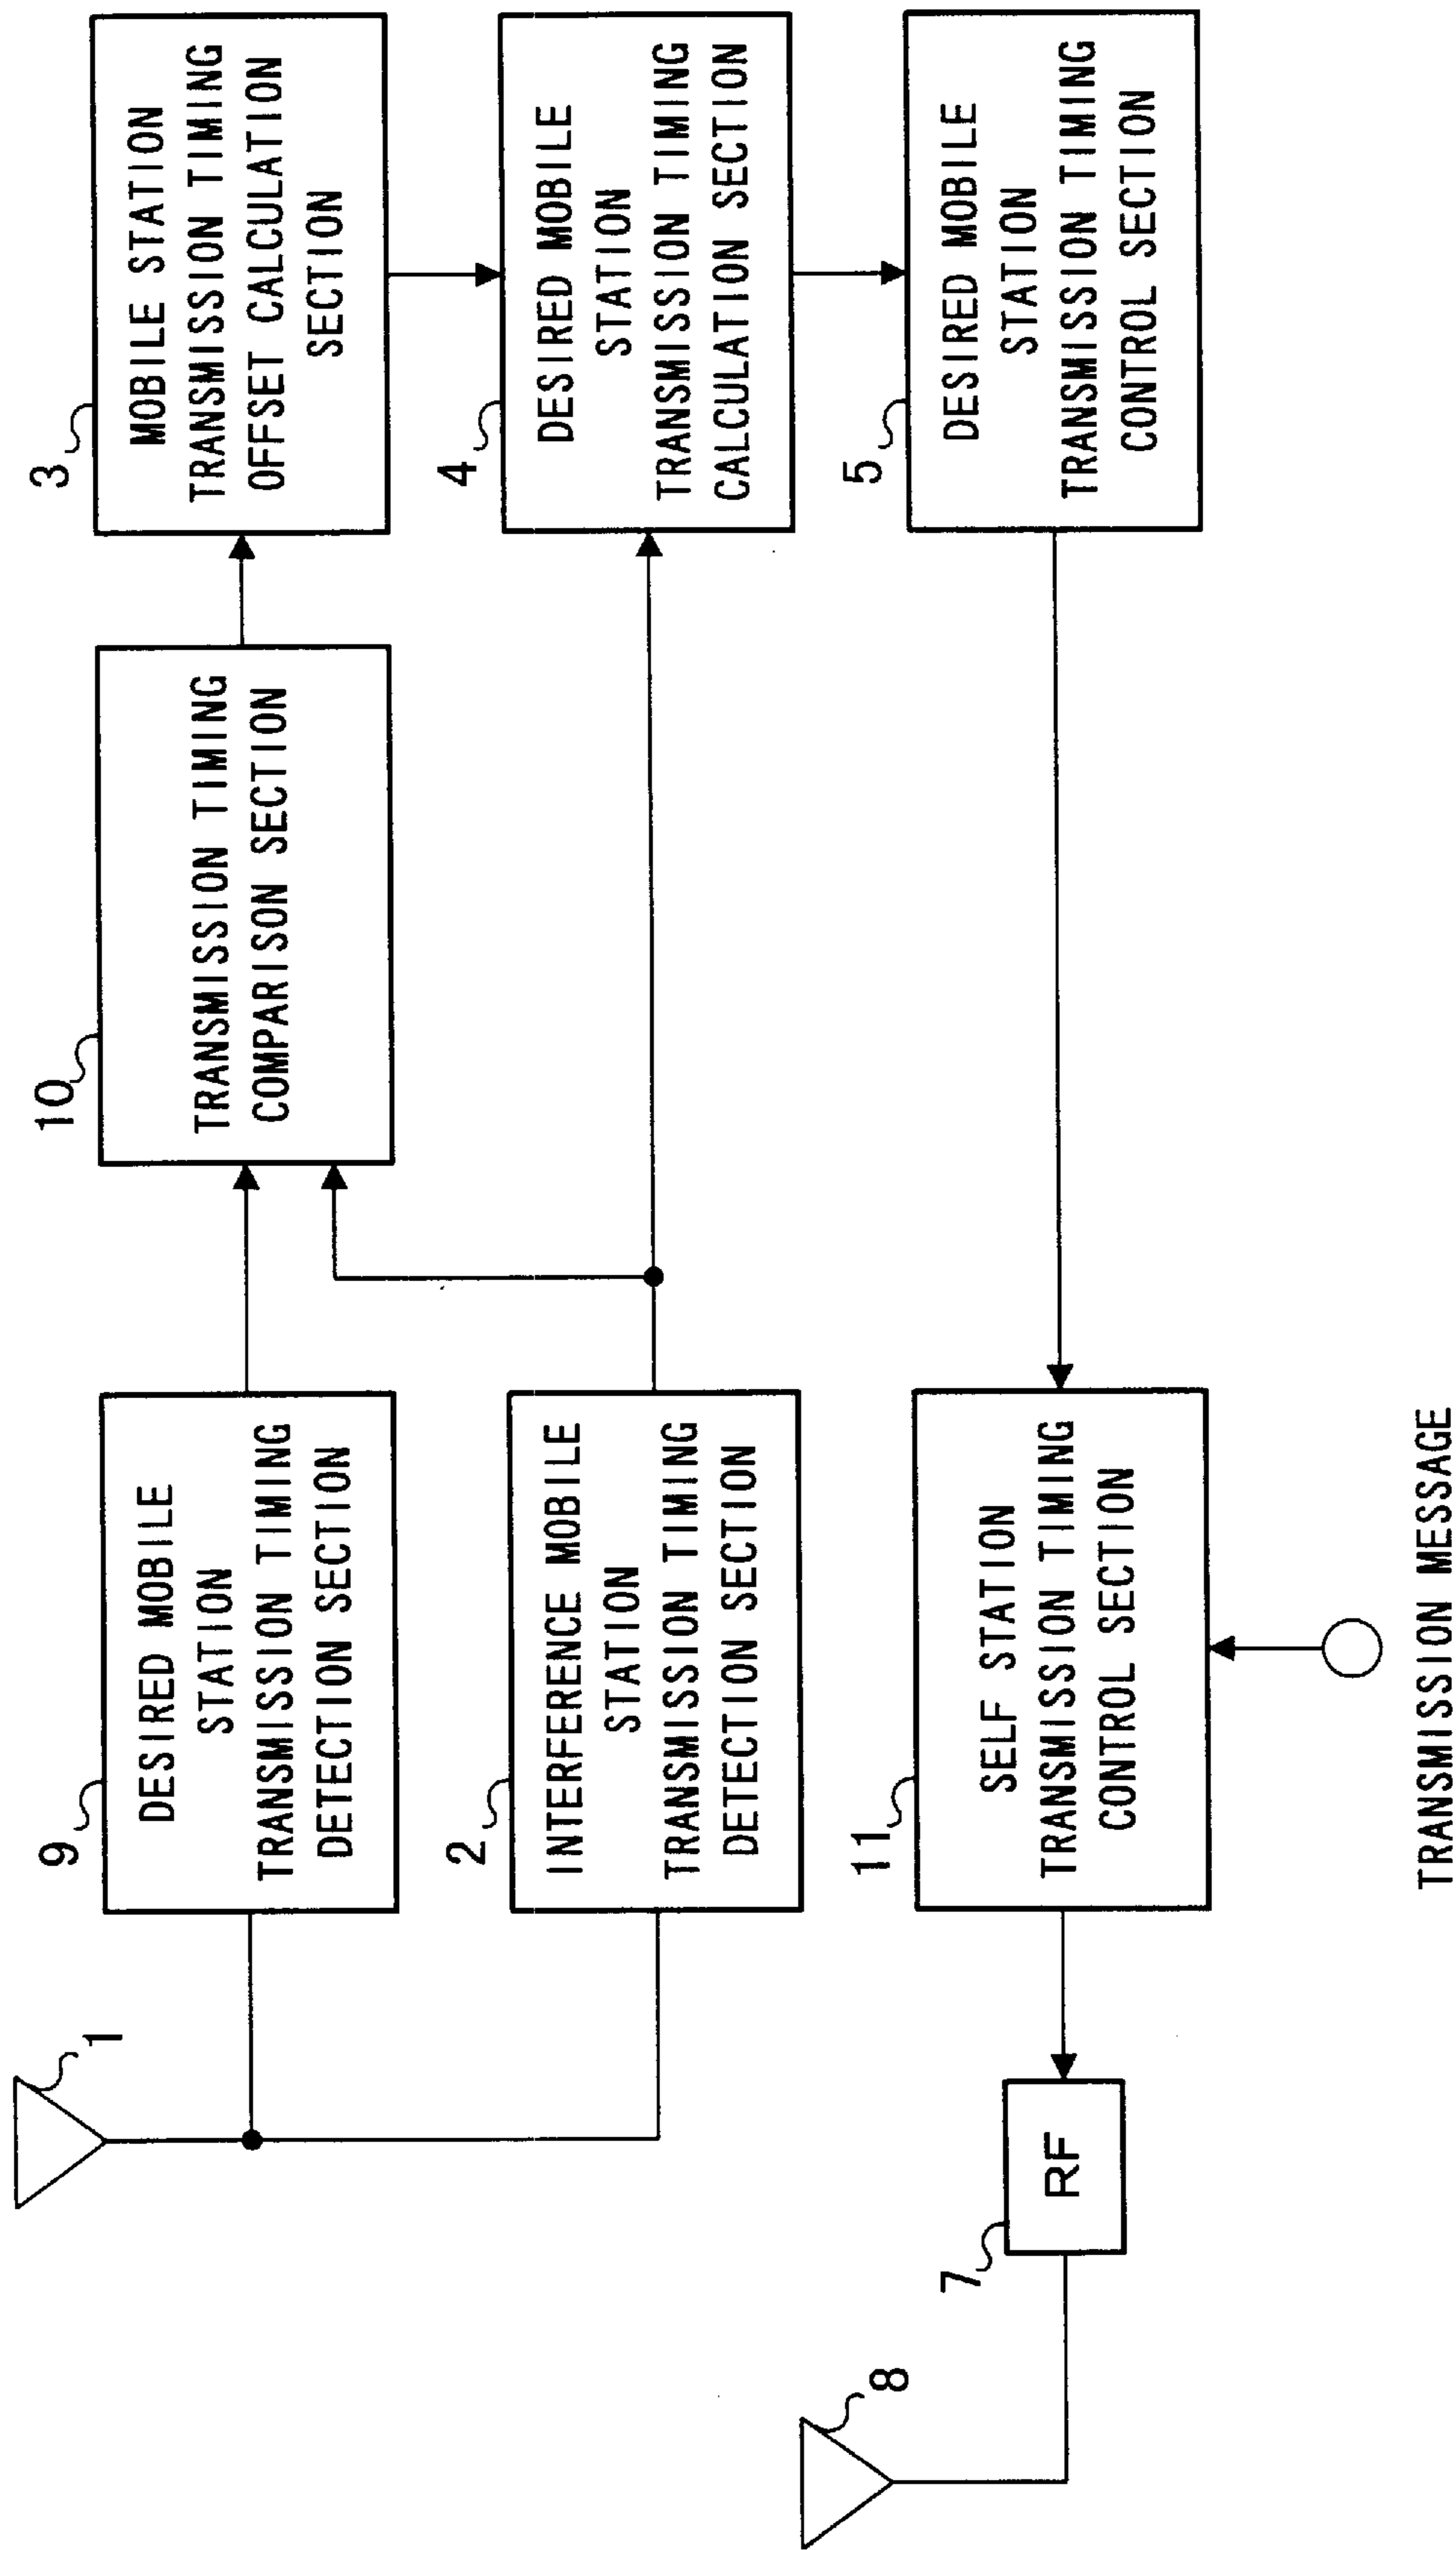 1
9
DESIRED MOBILE
STATION
TRANSMISSION TIMING
DETECTION SECTION
10
TRANSMISSION TIMING
COMPARISON SECTION
3
MOBILE STATION
TRANSMISSION TIMING
OFFSET CALCULATION
SECTION
2
INTERFERENCE MOBILE
STATION
TRANSMISSION TIMING
DETECTION SECTION
4
DESIRED MOBILE
STATION
TRANSMISSION TIMING
CALCULATION SECTION
8
7
RF
11
SELF STATION
TRANSMISSION TIMING
CONTROL SECTION
5
DESIRED MOBILE
STATION
TRANSMISSION TIMING
CONTROL SECTION
TRANSMISSION MESSAGE